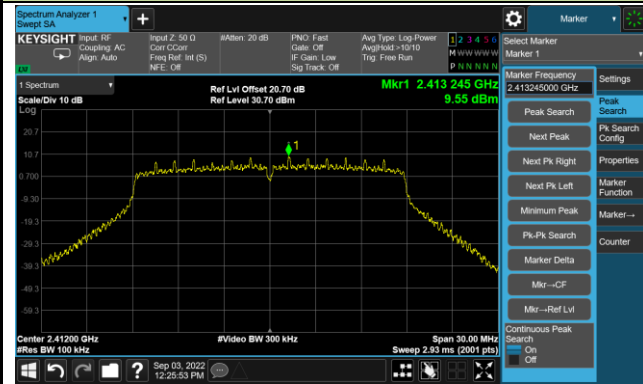 Spectrum Analyzer 1
Swept SA
Marker
KEYSIGHT
Input: RF
Coupling: AC
Align: Auto
Input Z: 50 Ω
Corr CCorr
Freq Ref: Int (S)
NFE: Off
#Atten: 20 dB
PNO: Fast
Gate: Off
IF Gain: Low
Sig Track: Off
Avg Type: Log-Power
Avg|Hold:>10/10
Trig: Free Run
1 2 3 4 5 6
M W W W W W
P N N N N N
Select Marker
Marker 1
1 Spectrum
Scale/Div 10 dB
Log
Ref Lvl Offset 20.70 dB
Ref Level 30.70 dBm
Mkr1 2.413 245 GHz
9.55 dBm
1
20.7
10.7
0.700
-9.30
-19.3
-29.3
-39.3
-49.3
-59.3
Center 2.41200 GHz
#Res BW 100 kHz
#Video BW 300 kHz
Span 30.00 MHz
Sweep 2.93 ms (2001 pts)
Marker Frequency
2.413245000 GHz
Peak Search
Next Peak
Next Pk Right
Next Pk Left
Minimum Peak
Pk-Pk Search
Marker Delta
Mkr→CF
Mkr→Ref Lvl
Continuous Peak
Search
On
Off
Settings
Peak
Search
Pk Search
Config
Properties
Marker
Function
Marker→
Counter
Sep 03, 2022
12:25:53 PM